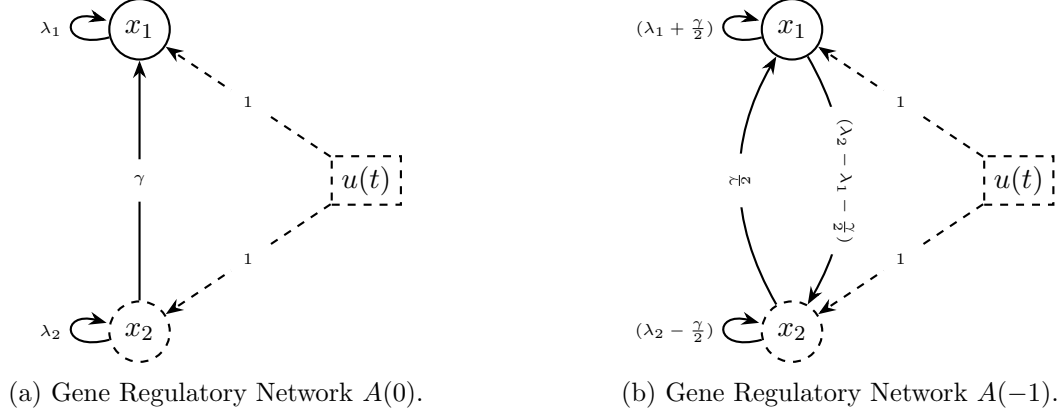 λ₁
x₁
1
γ
u(t)
1
λ₂
x₂
(a) Gene Regulatory Network A(0).
(λ₁ + γ/2)
x₁
1
γ/2
(λ₂ − λ₁ − γ/2)
u(t)
1
(λ₂ − γ/2)
x₂
(b) Gene Regulatory Network A(−1).